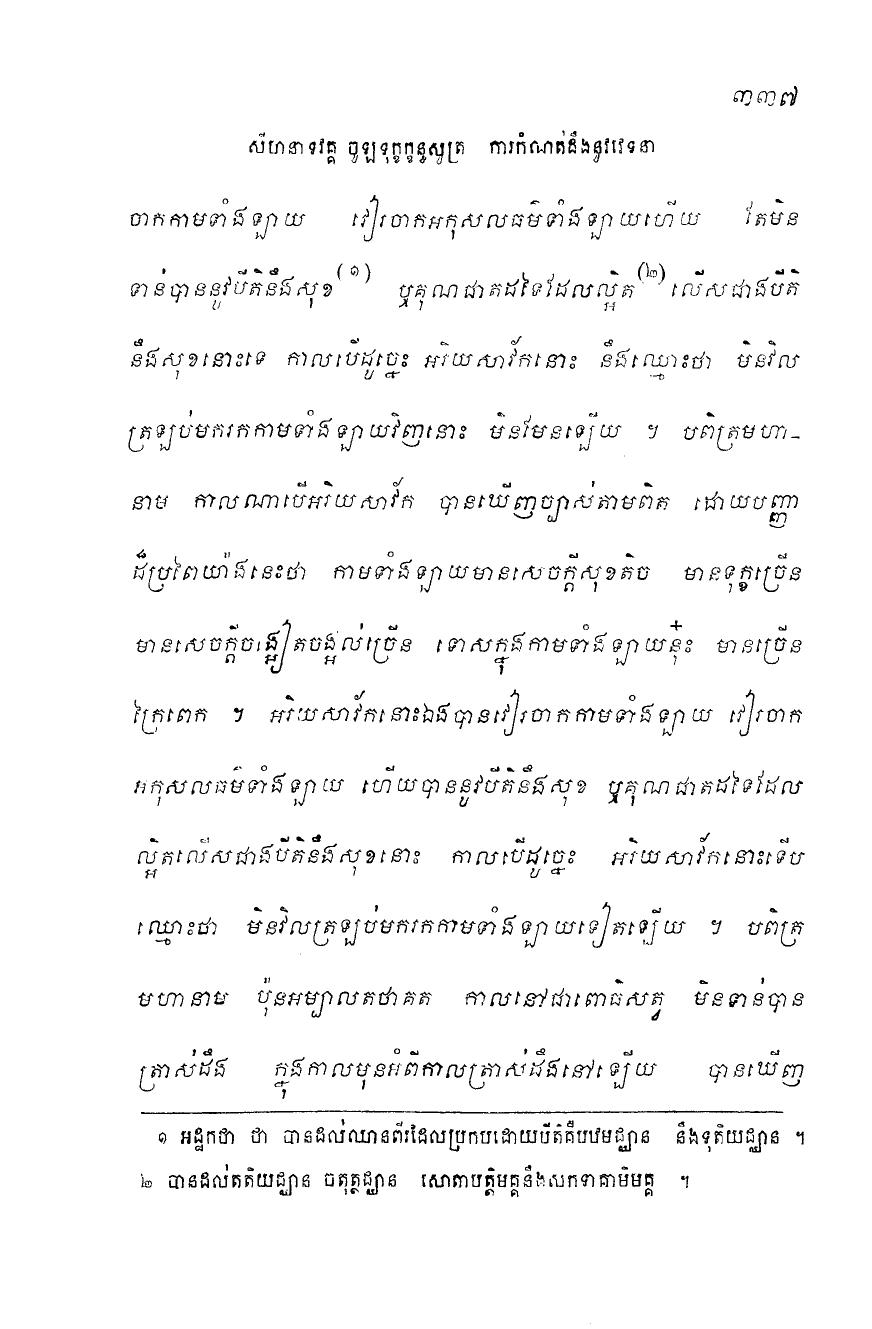 ៣៣៧
សីហនាទវគ្គ ចូឡទុក្ខក្ខន្ធសូត្រ ការកំណត់ដឹងនូវវេទនា
ចាកកាមទាំងឡាយ វៀរចាកអកុសលធម៌ទាំងឡាយហើយ តែមិន
ទាន់បាននូវបីតិនឹងសុខ(១) ឬគុណជាតដទៃដែលល្អិត(២) លើសជាងបីតិ
នឹងសុខនោះទេ កាលបើដូច្នេះ អរិយសាវ័កនោះ នឹងឈ្មោះថា មិនវិល
ត្រឡប់មករកកាមទាំងឡាយវិញនោះ មិនមែនឡើយ ។ បពិត្រមហា-
នាម កាលណាបើអរិយសាវ័ក បានឃើញច្បាស់តាមពិត ដោយបញ្ញា
ដ៏ប្រពៃយ៉ាងនេះថា កាមទាំងឡាយមានសេចក្តីសុខតិច មានទុក្ខច្រើន
មានសេចក្តីចង្អៀតចង្អល់ច្រើន ទោសក្នុងកាមទាំងឡាយនុ៎ះ មានច្រើន
ក្រៃពេក ។ អរិយសាវ័កនោះឯងបានវៀរចាកកាមទាំងឡាយ វៀរចាក
អកុសលធម៌ទាំងឡាយ ហើយបាននូវបីតិនឹងសុខ ឬគុណជាតដទៃដែល
ល្អិតលើសជាងបីតិនឹងសុខនោះ កាលបើដូច្នេះ អរិយសាវ័កនោះទើប
ឈ្មោះថា មិនវិលត្រឡប់មករកកាមទាំងឡាយទៀតឡើយ ។ បពិត្រ
មហានាម ប៉ុនអម្បាលតថាគត កាលនៅជាពោធិសត្វ មិនទាន់បាន
ត្រាស់ដឹង ក្នុងកាលមុនអំពីកាលត្រាស់ដឹងនៅឡើយ បានឃើញ
១ អដ្ឋកថា ថា បានដល់ឈានពីរដែលប្រកបដោយបីតិគឺបឋមជ្ឈាន នឹងទុតិយជ្ឈាន ។
២ បានដល់តតិយជ្ឈាន ចតុត្ថជ្ឈាន សោតាបត្តិមគ្គនឹងសកទាគាមិមគ្គ ។